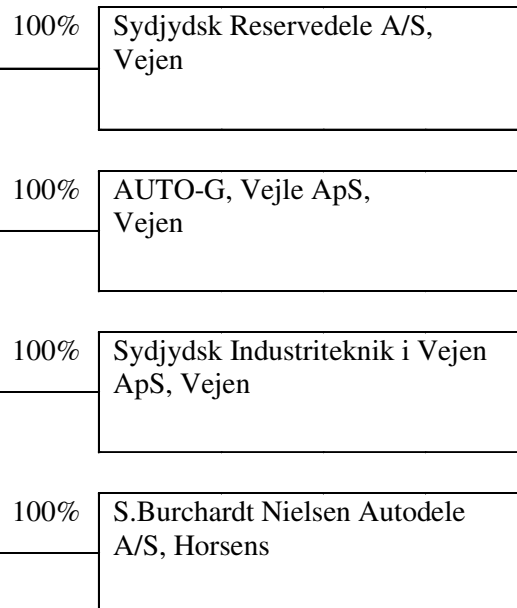 100% Sydjydsk Reservedele A/S,
Vejen
100% AUTO-G, Vejle ApS,
Vejen
100% Sydjydsk Industriteknik i Vejen
ApS, Vejen
100% S.Burchardt Nielsen Autodele
A/S, Horsens